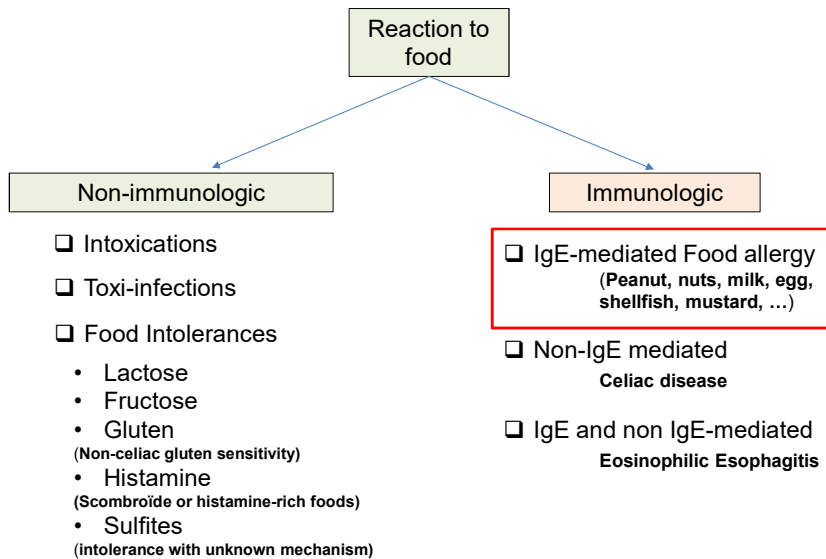 Reaction to
food
Non-immunologic
❑ Intoxications
❑ Toxi-infections
❑ Food Intolerances
• Lactose
• Fructose
• Gluten
(Non-celiac gluten sensitivity)
• Histamine
(Scombroïde or histamine-rich foods)
• Sulfites
(intolerance with unknown mechanism)
Immunologic
❑ IgE-mediated Food allergy
(Peanut, nuts, milk, egg,
shellfish, mustard, …)
❑ Non-IgE mediated
Celiac disease
❑ IgE and non IgE-mediated
Eosinophilic Esophagitis